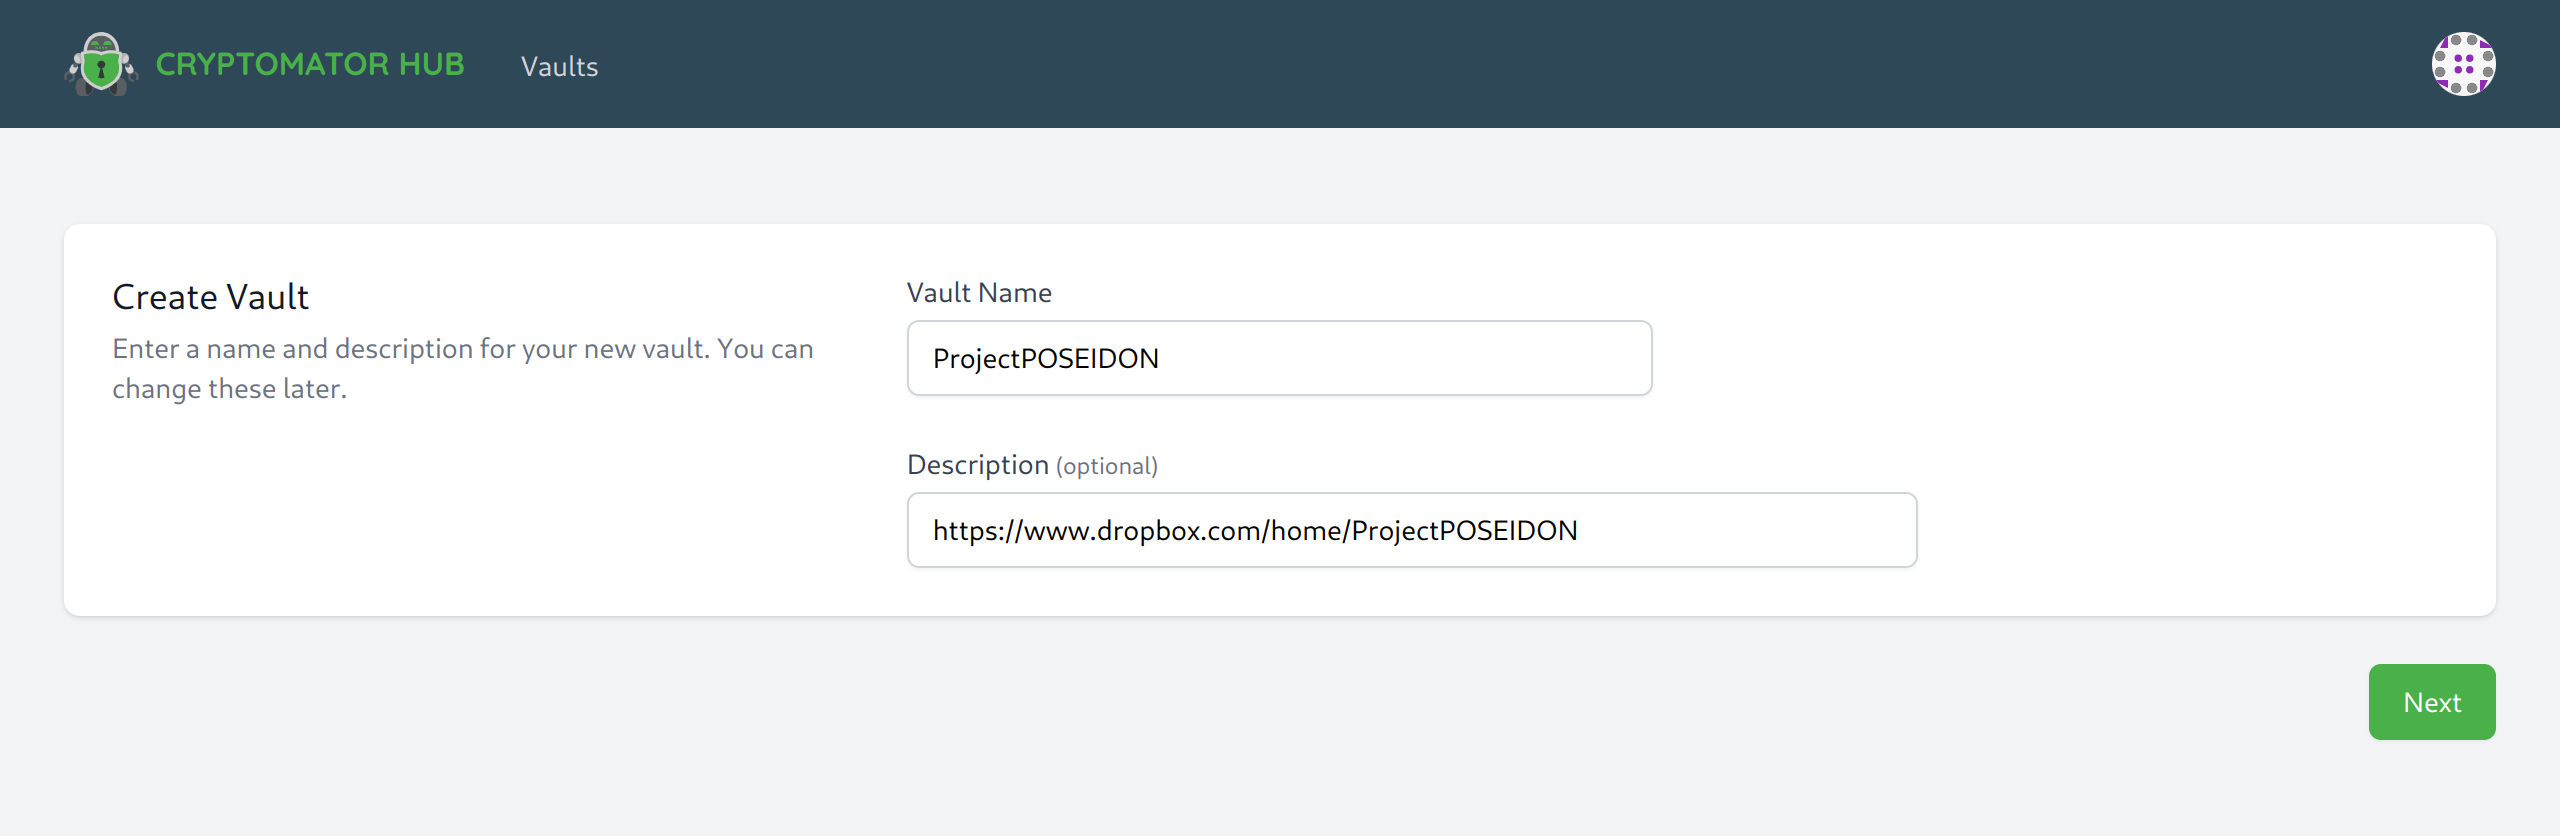 CRYPTOMATOR HUB
Vaults
Create Vault
Enter a name and description for your new vault. You can
change these later.
Vault Name
ProjectPOSEIDON
Description (optional)
https://www.dropbox.com/home/ProjectPOSEIDON
Next